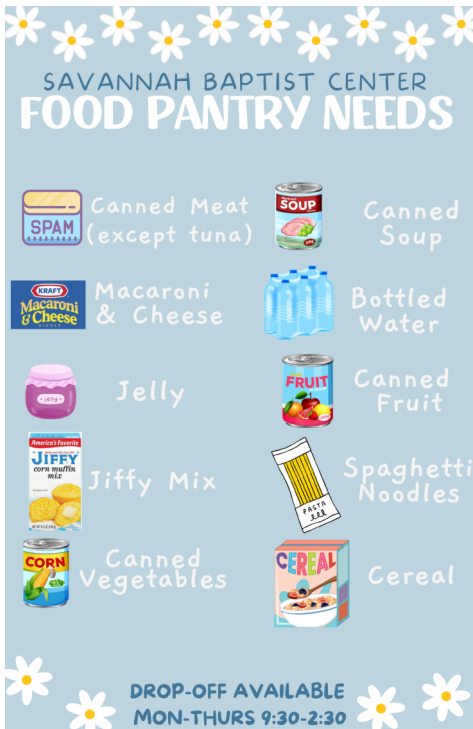 SAVANNAH BAPTIST CENTER
FOOD PANTRY NEEDS
SPAM
Canned Meat
(except tuna)
SOUP
Canned
Soup
KRAFT
Macaroni
& Cheese
DINNER
Macaroni
& Cheese
Bottled
Water
jelly
Jelly
FRUIT
Canned
Fruit
America's Favorite
JIFFY
corn muffin
mix
Jiffy Mix
PASTA
Spaghetti
Noodles
CORN
Canned
Vegetables
CEREAL
Cereal
DROP-OFF AVAILABLE
MON-THURS 9:30-2:30